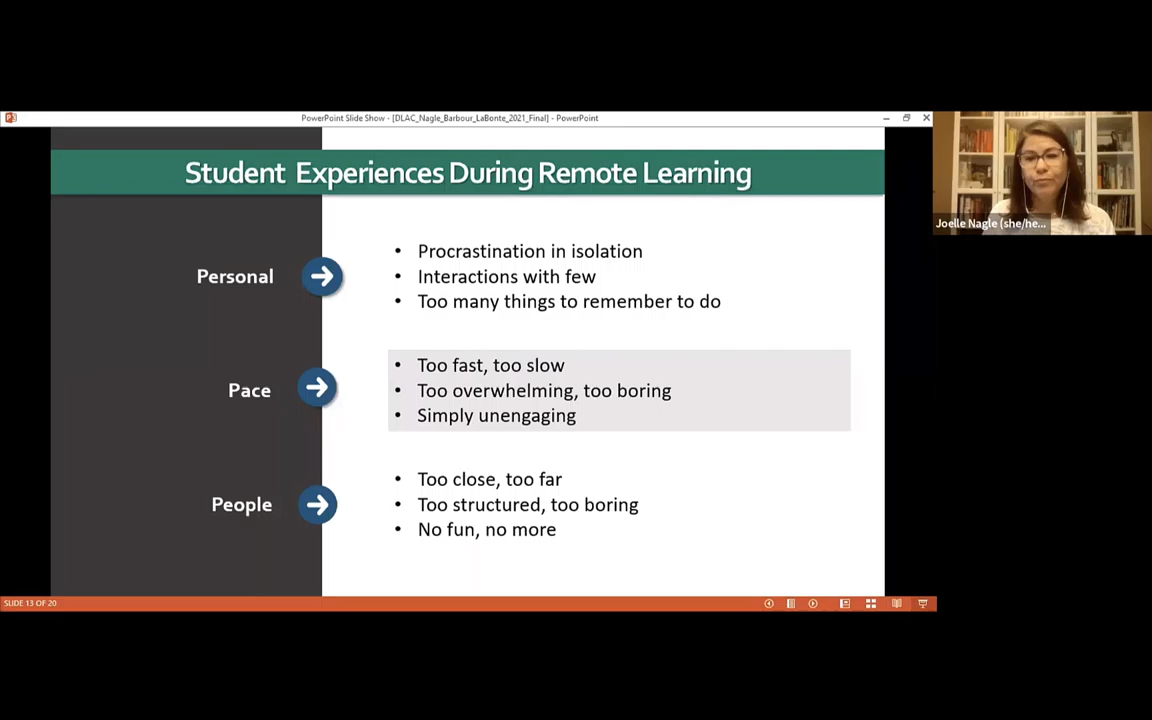 PowerPoint Slide Show - [DLAC_Nagle_Barbour_LaBonte_2021_Final] - PowerPoint
Student Experiences During Remote Learning
Joelle Nagle (she/he...
Personal
• Procrastination in isolation
• Interactions with few
• Too many things to remember to do
Pace
• Too fast, too slow
• Too overwhelming, too boring
• Simply unengaging
People
• Too close, too far
• Too structured, too boring
• No fun, no more
SLIDE 13 OF 20